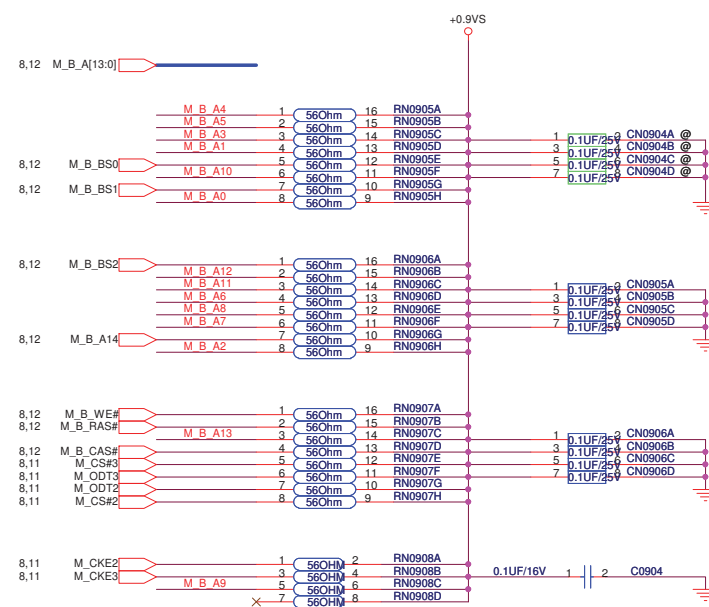 +0.9VS
8,12 M_B_A[13:0]
M_B_A4 1 56Ohm 16 RN0905A
M_B_A5 2 56Ohm 15 RN0905B
M_B_A3 3 56Ohm 14 RN0905C 1 0.1UF/25V 2 CN0904A @
M_B_A1 4 56Ohm 13 RN0905D 3 0.1UF/25V 4 CN0904B @
8,12 M_B_BS0 5 56Ohm 12 RN0905E 5 0.1UF/25V 6 CN0904C @
M_B_A10 6 56Ohm 11 RN0905F 7 0.1UF/25V 8 CN0904D @
8,12 M_B_BS1 7 56Ohm 10 RN0905G
M_B_A0 8 56Ohm 9 RN0905H
8,12 M_B_BS2 1 56Ohm 16 RN0906A
M_B_A12 2 56Ohm 15 RN0906B
M_B_A11 3 56Ohm 14 RN0906C 1 0.1UF/25V 2 CN0905A
M_B_A6 4 56Ohm 13 RN0906D 3 0.1UF/25V 4 CN0905B
M_B_A8 5 56Ohm 12 RN0906E 5 0.1UF/25V 6 CN0905C
M_B_A7 6 56Ohm 11 RN0906F 7 0.1UF/25V 8 CN0905D
8,12 M_B_A14 7 56Ohm 10 RN0906G
M_B_A2 8 56Ohm 9 RN0906H
8,12 M_B_WE# 1 56Ohm 16 RN0907A
8,12 M_B_RAS# 2 56Ohm 15 RN0907B
M_B_A13 3 56Ohm 14 RN0907C 1 0.1UF/25V 2 CN0906A
8,12 M_B_CAS# 4 56Ohm 13 RN0907D 3 0.1UF/25V 4 CN0906B
8,11 M_CS#3 5 56Ohm 12 RN0907E 5 0.1UF/25V 6 CN0906C
8,11 M_ODT3 6 56Ohm 11 RN0907F 7 0.1UF/25V 8 CN0906D
8,11 M_ODT2 7 56Ohm 10 RN0907G
8,11 M_CS#2 8 56Ohm 9 RN0907H
8,11 M_CKE2 1 56OHM 2 RN0908A
8,11 M_CKE3 3 56OHM 4 RN0908B 0.1UF/16V 1 2 C0904
M_B_A9 5 56OHM 6 RN0908C
7 56OHM 8 RN0908D